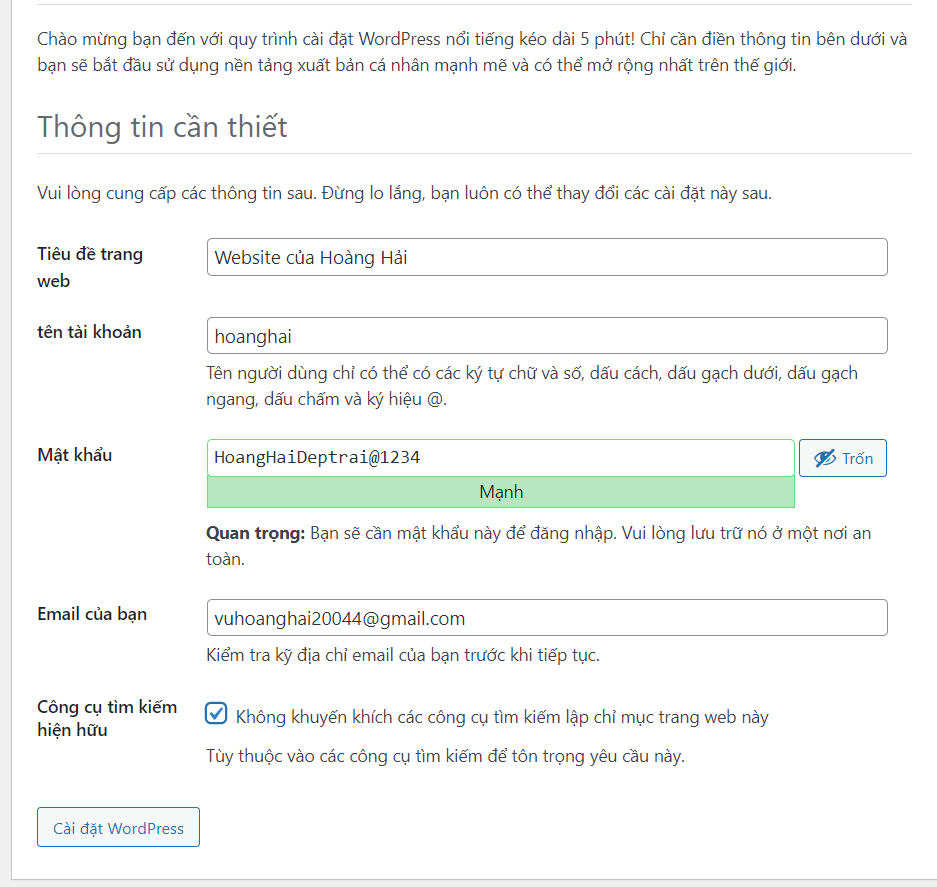 Chào mừng bạn đến với quy trình cài đặt WordPress nổi tiếng kéo dài 5 phút! Chỉ cần điền thông tin bên dưới và
bạn sẽ bắt đầu sử dụng nền tảng xuất bản cá nhân mạnh mẽ và có thể mở rộng nhất trên thế giới.
Thông tin cần thiết
Vui lòng cung cấp các thông tin sau. Đừng lo lắng, bạn luôn có thể thay đổi các cài đặt này sau.
Tiêu đề trang
web
Website của Hoàng Hải
tên tài khoản
hoanghai
Tên người dùng chỉ có thể có các ký tự chữ và số, dấu cách, dấu gạch dưới, dấu gạch
ngang, dấu chấm và ký hiệu @.
Mật khẩu
HoangHaiDeptrai@1234
Trốn
Mạnh
Quan trọng: Bạn sẽ cần mật khẩu này để đăng nhập. Vui lòng lưu trữ nó ở một nơi an
toàn.
Email của bạn
vuhoanghai20044@gmail.com
Kiểm tra kỹ địa chỉ email của bạn trước khi tiếp tục.
Công cụ tìm kiếm
hiện hữu
Không khuyến khích các công cụ tìm kiếm lập chỉ mục trang web này
Tùy thuộc vào các công cụ tìm kiếm để tôn trọng yêu cầu này.
Cài đặt WordPress